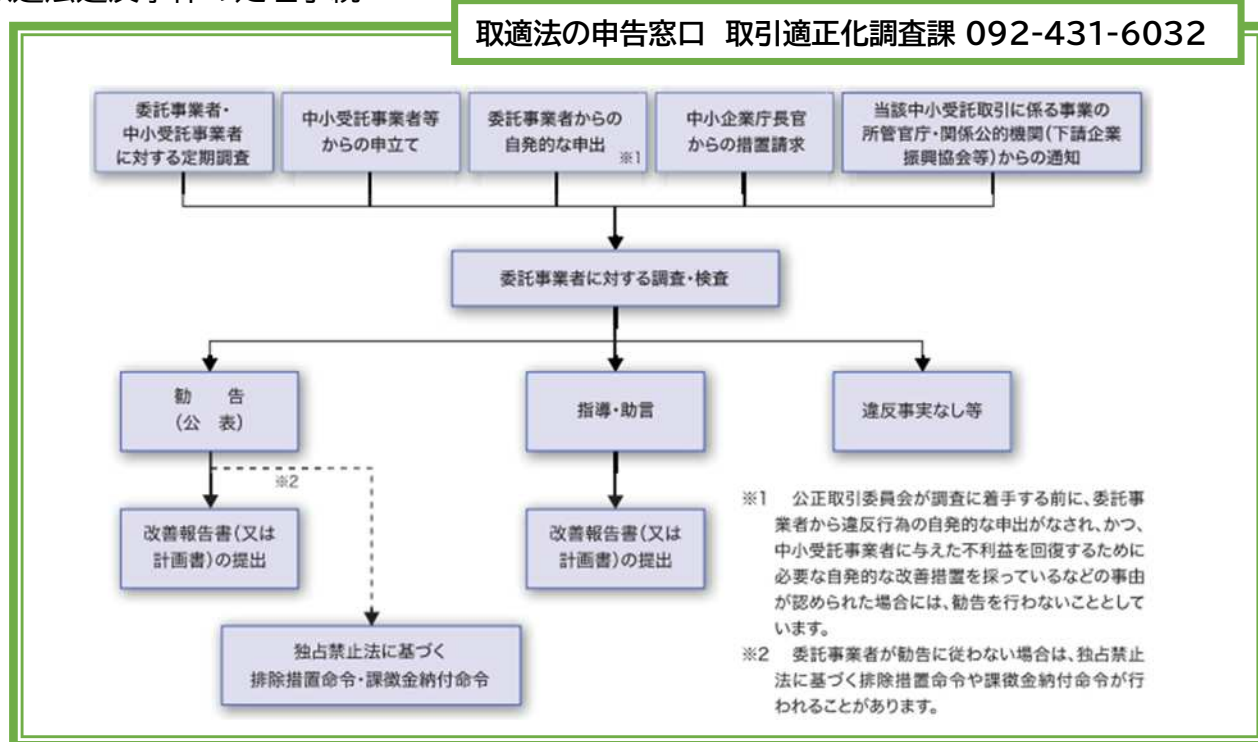 取適法違反事件の処理手続
取適法の申告窓口 取引適正化調査課 092-431-6032
委託事業者・
中小受託事業者
に対する定期調査
中小受託事業者等
からの申立て
委託事業者からの
自発的な申出
※1
中小企業庁長官
からの措置請求
当該中小受託取引に係る事業の
所管官庁・関係公的機関(下請企業
振興協会等)からの通知
委託事業者に対する調査・検査
勧 告
(公 表)
指導・助言
違反事実なし等
※2
改善報告書(又は
計画書)の提出
改善報告書(又は
計画書)の提出
独占禁止法に基づく
排除措置命令・課徴金納付命令
※1 公正取引委員会が調査に着手する前に、委託事
業者から違反行為の自発的な申出がなされ、かつ、
中小受託事業者に与えた不利益を回復するために
必要な自発的な改善措置を採っているなどの事由
が認められた場合には、勧告を行わないこととして
います。
※2 委託事業者が勧告に従わない場合は、独占禁止
法に基づく排除措置命令や課徴金納付命令が行
われることがあります。